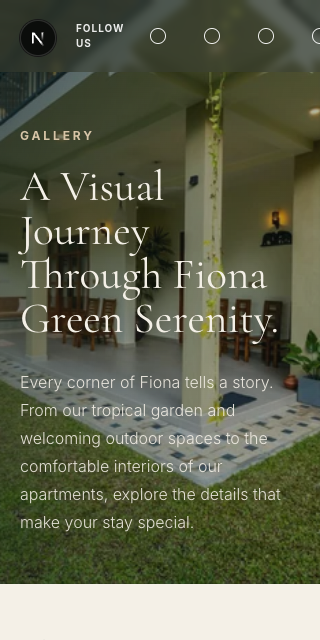 N
FOLLOW
US
GALLERY
A Visual
Journey
Through Fiona
Green Serenity.
Every corner of Fiona tells a story.
From our tropical garden and
welcoming outdoor spaces to the
comfortable interiors of our
apartments, explore the details that
make your stay special.